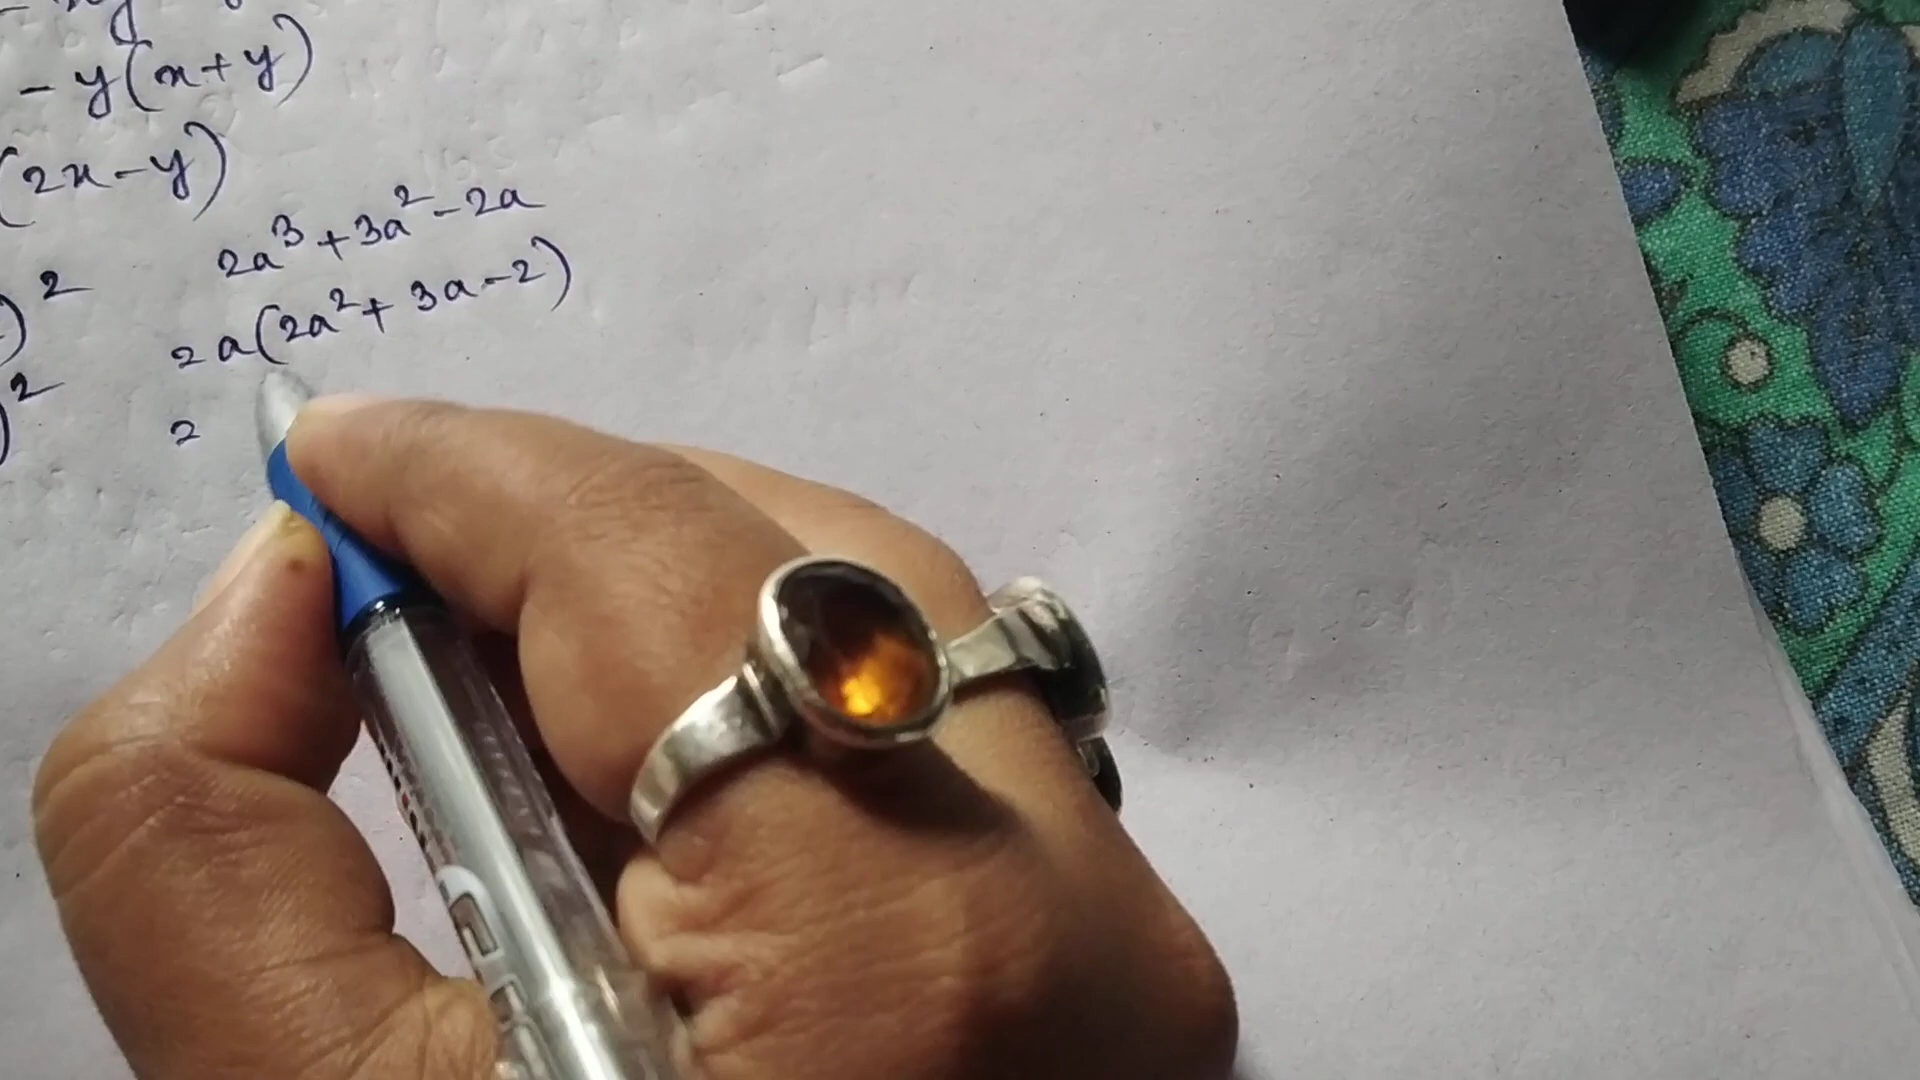 - y(x+y)
(2x-y)
2a³+3a²-2a
)²
2a(2a²+3a-2)
)²
2